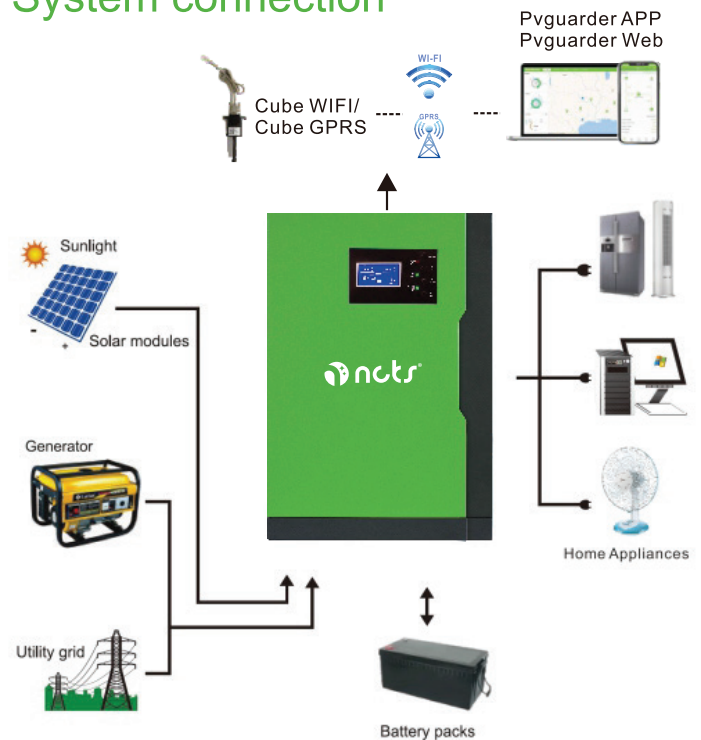 System connection
Pvguarder APP
Pvguarder Web
WI-FI
Cube WIFI/
Cube GPRS
GPRS
Sunlight
Solar modules
- +
Generator
Home Appliances
Utility grid
Battery packs